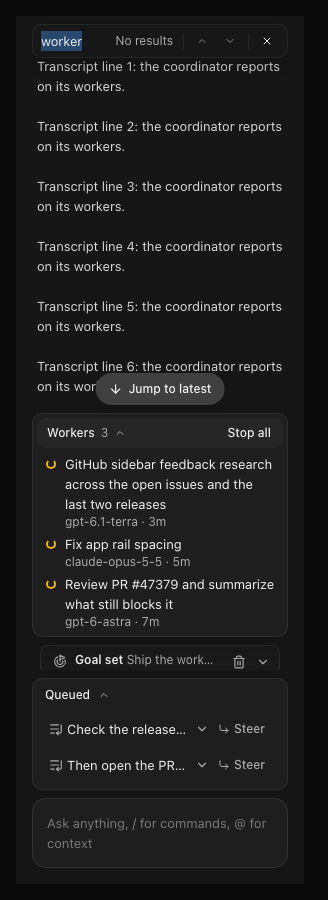 worker No results
Transcript line 1: the coordinator reports
on its workers.
Transcript line 2: the coordinator reports
on its workers.
Transcript line 3: the coordinator reports
on its workers.
Transcript line 4: the coordinator reports
on its workers.
Transcript line 5: the coordinator reports
on its workers.
Transcript line 6: the coordinator reports
on its wor
Jump to latest
Workers 3 Stop all
GitHub sidebar feedback research
across the open issues and the
last two releases
gpt-6.1-terra · 3m
Fix app rail spacing
claude-opus-5-5 · 5m
Review PR #47379 and summarize
what still blocks it
gpt-6-astra · 7m
Goal set Ship the work...
Queued
Check the release... Steer
Then open the PR... Steer
Ask anything, / for commands, @ for
context